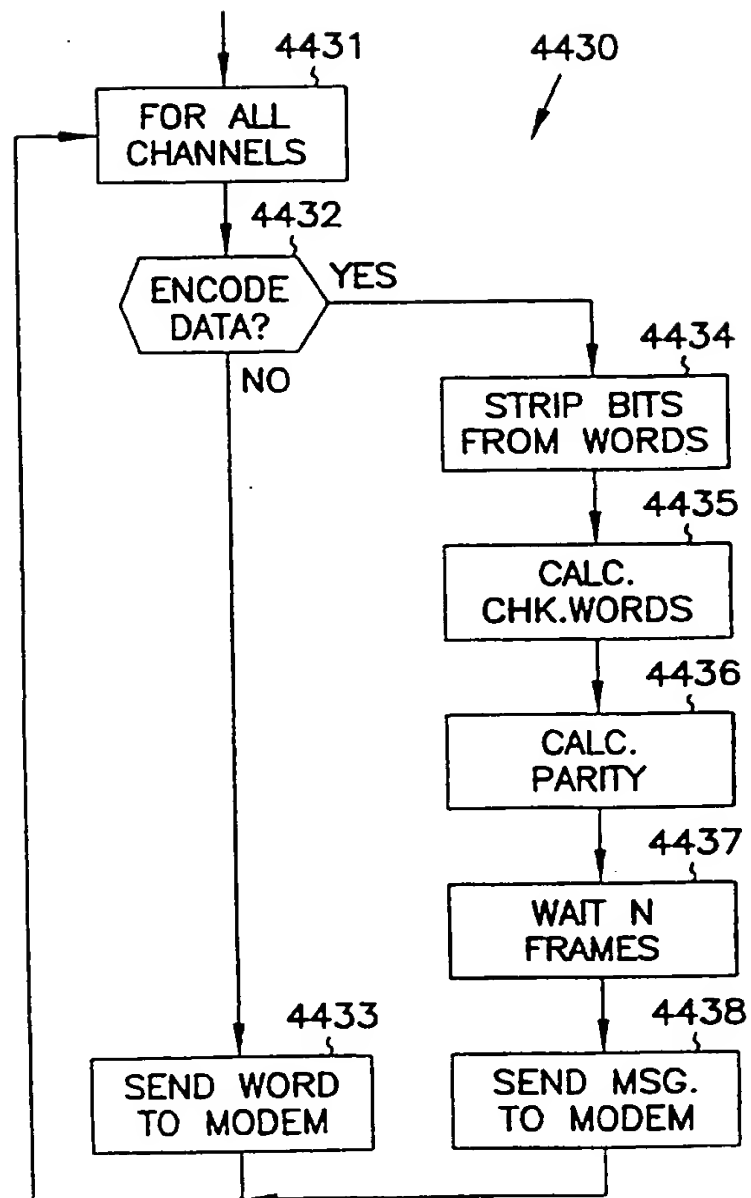 4431
4430
FOR ALL
CHANNELS
4432
ENCODE
DATA?
YES
NO
4434
STRIP BITS
FROM WORDS
4435
CALC.
CHK.WORDS
4436
CALC.
PARITY
4437
WAIT N
FRAMES
4433
SEND WORD
TO MODEM
4438
SEND MSG.
TO MODEM